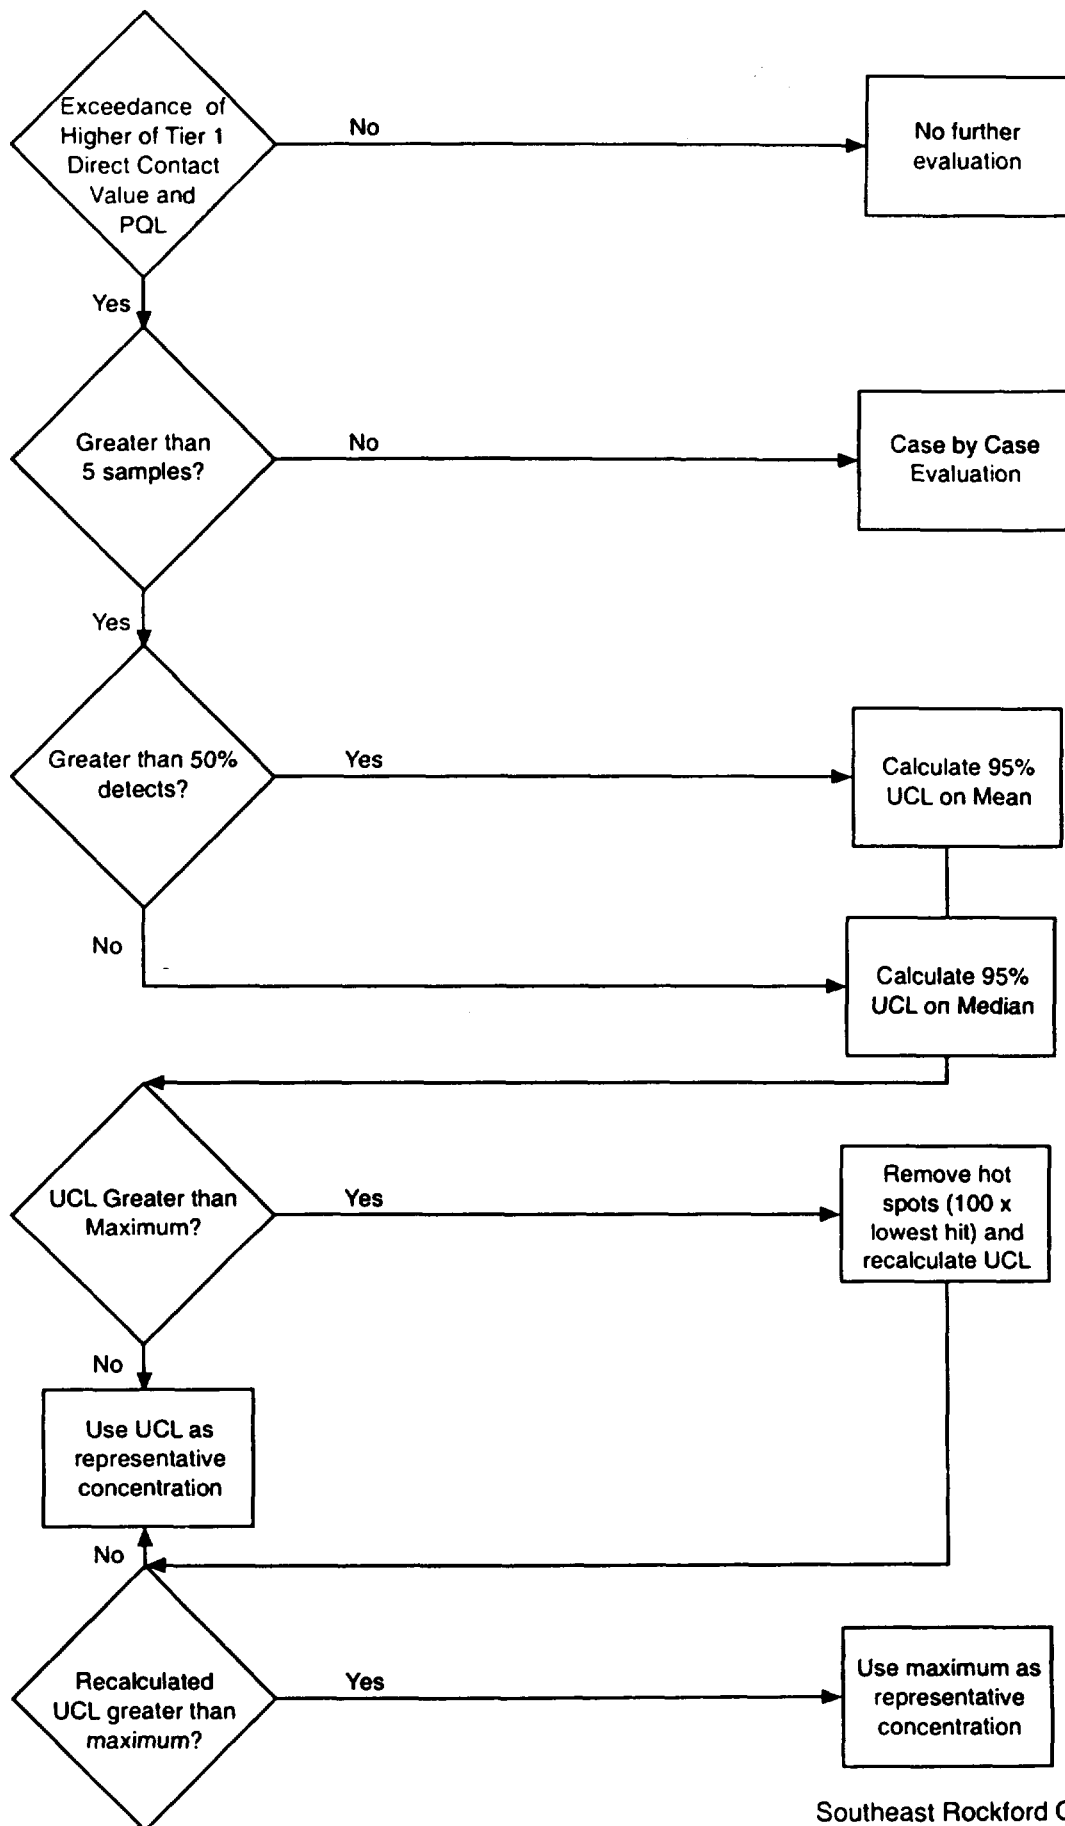 Exceedance of
Higher of Tier 1
Direct Contact
Value and
PQL
No
No further
evaluation
Yes
Greater than
5 samples?
No
Case by Case
Evaluation
Yes
Greater than 50%
detects?
Yes
Calculate 95%
UCL on Mean
No
Calculate 95%
UCL on Median
UCL Greater than
Maximum?
Yes
Remove hot
spots (100 x
lowest hit) and
recalculate UCL
No
Use UCL as
representative
concentration
No
Recalculated
UCL greater than
maximum?
Yes
Use maximum as
representative
concentration
Southeast Rockford